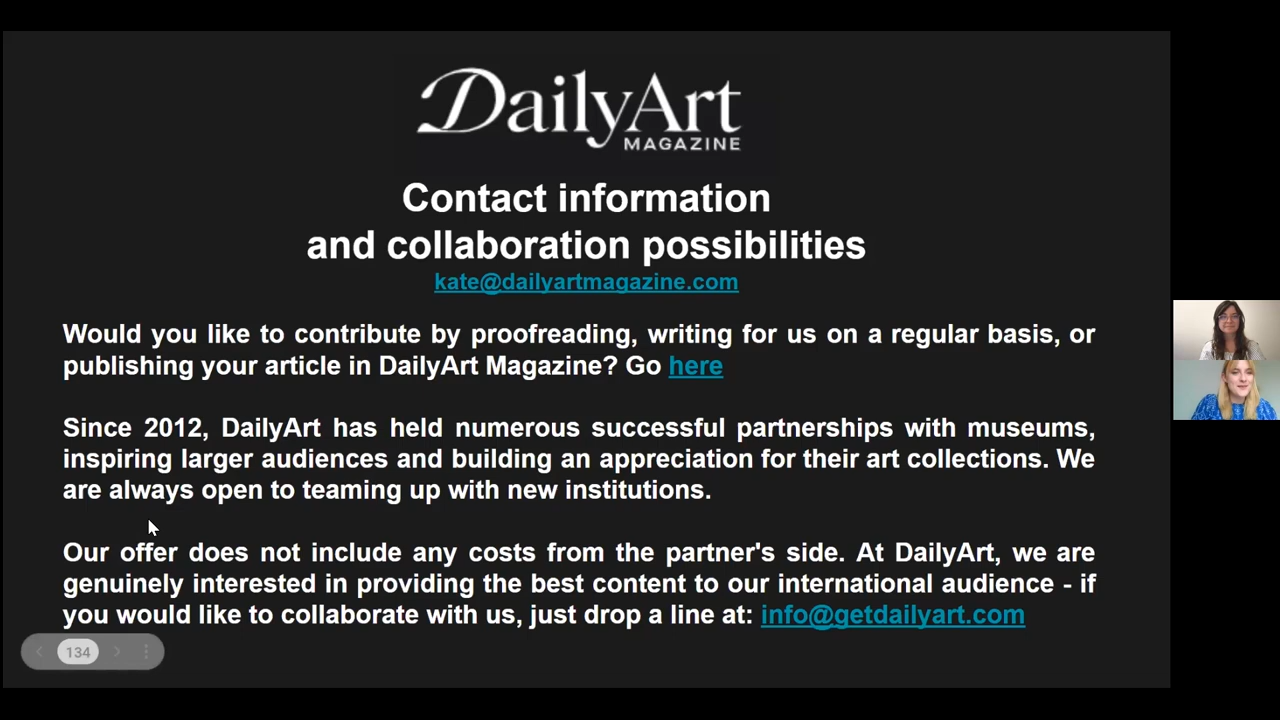 DailyArt
MAGAZINE
Contact information
and collaboration possibilities
kate@dailyartmagazine.com
Would you like to contribute by proofreading, writing for us on a regular basis, or
publishing your article in DailyArt Magazine? Go here
Since 2012, DailyArt has held numerous successful partnerships with museums,
inspiring larger audiences and building an appreciation for their art collections. We
are always open to teaming up with new institutions.
Our offer does not include any costs from the partner's side. At DailyArt, we are
genuinely interested in providing the best content to our international audience - if
you would like to collaborate with us, just drop a line at: info@getdailyart.com
134